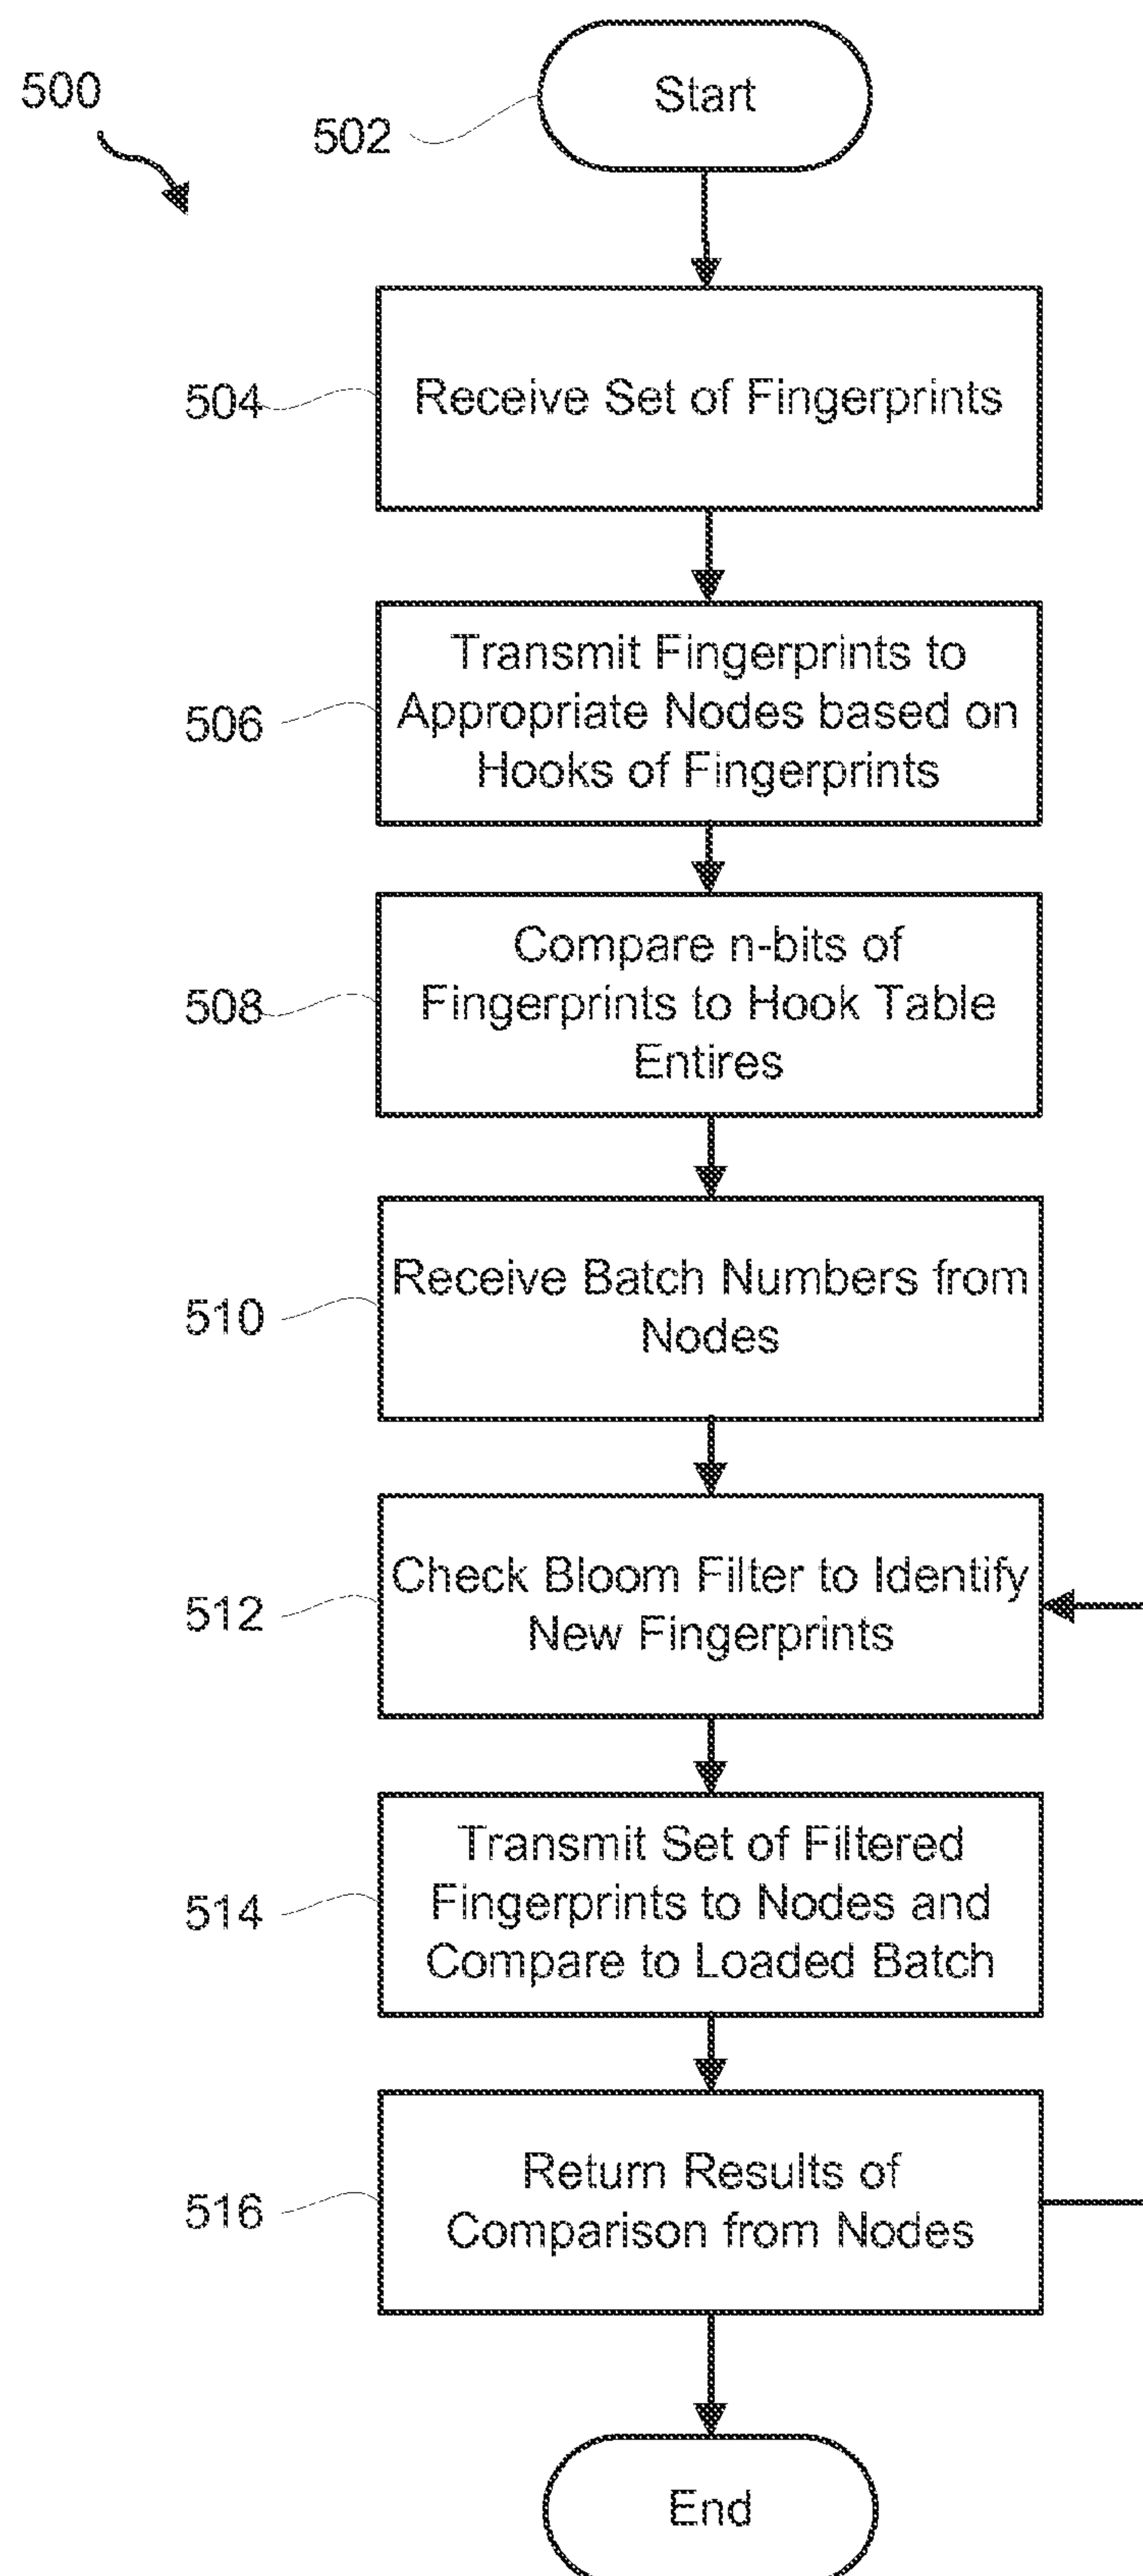 500
502
Start
504
Receive Set of Fingerprints
506
Transmit Fingerprints to
Appropriate Nodes based on
Hooks of Fingerprints
508
Compare n-bits of
Fingerprints to Hook Table
Entires
510
Receive Batch Numbers from
Nodes
512
Check Bloom Filter to Identify
New Fingerprints
514
Transmit Set of Filtered
Fingerprints to Nodes and
Compare to Loaded Batch
516
Return Results of
Comparison from Nodes
End